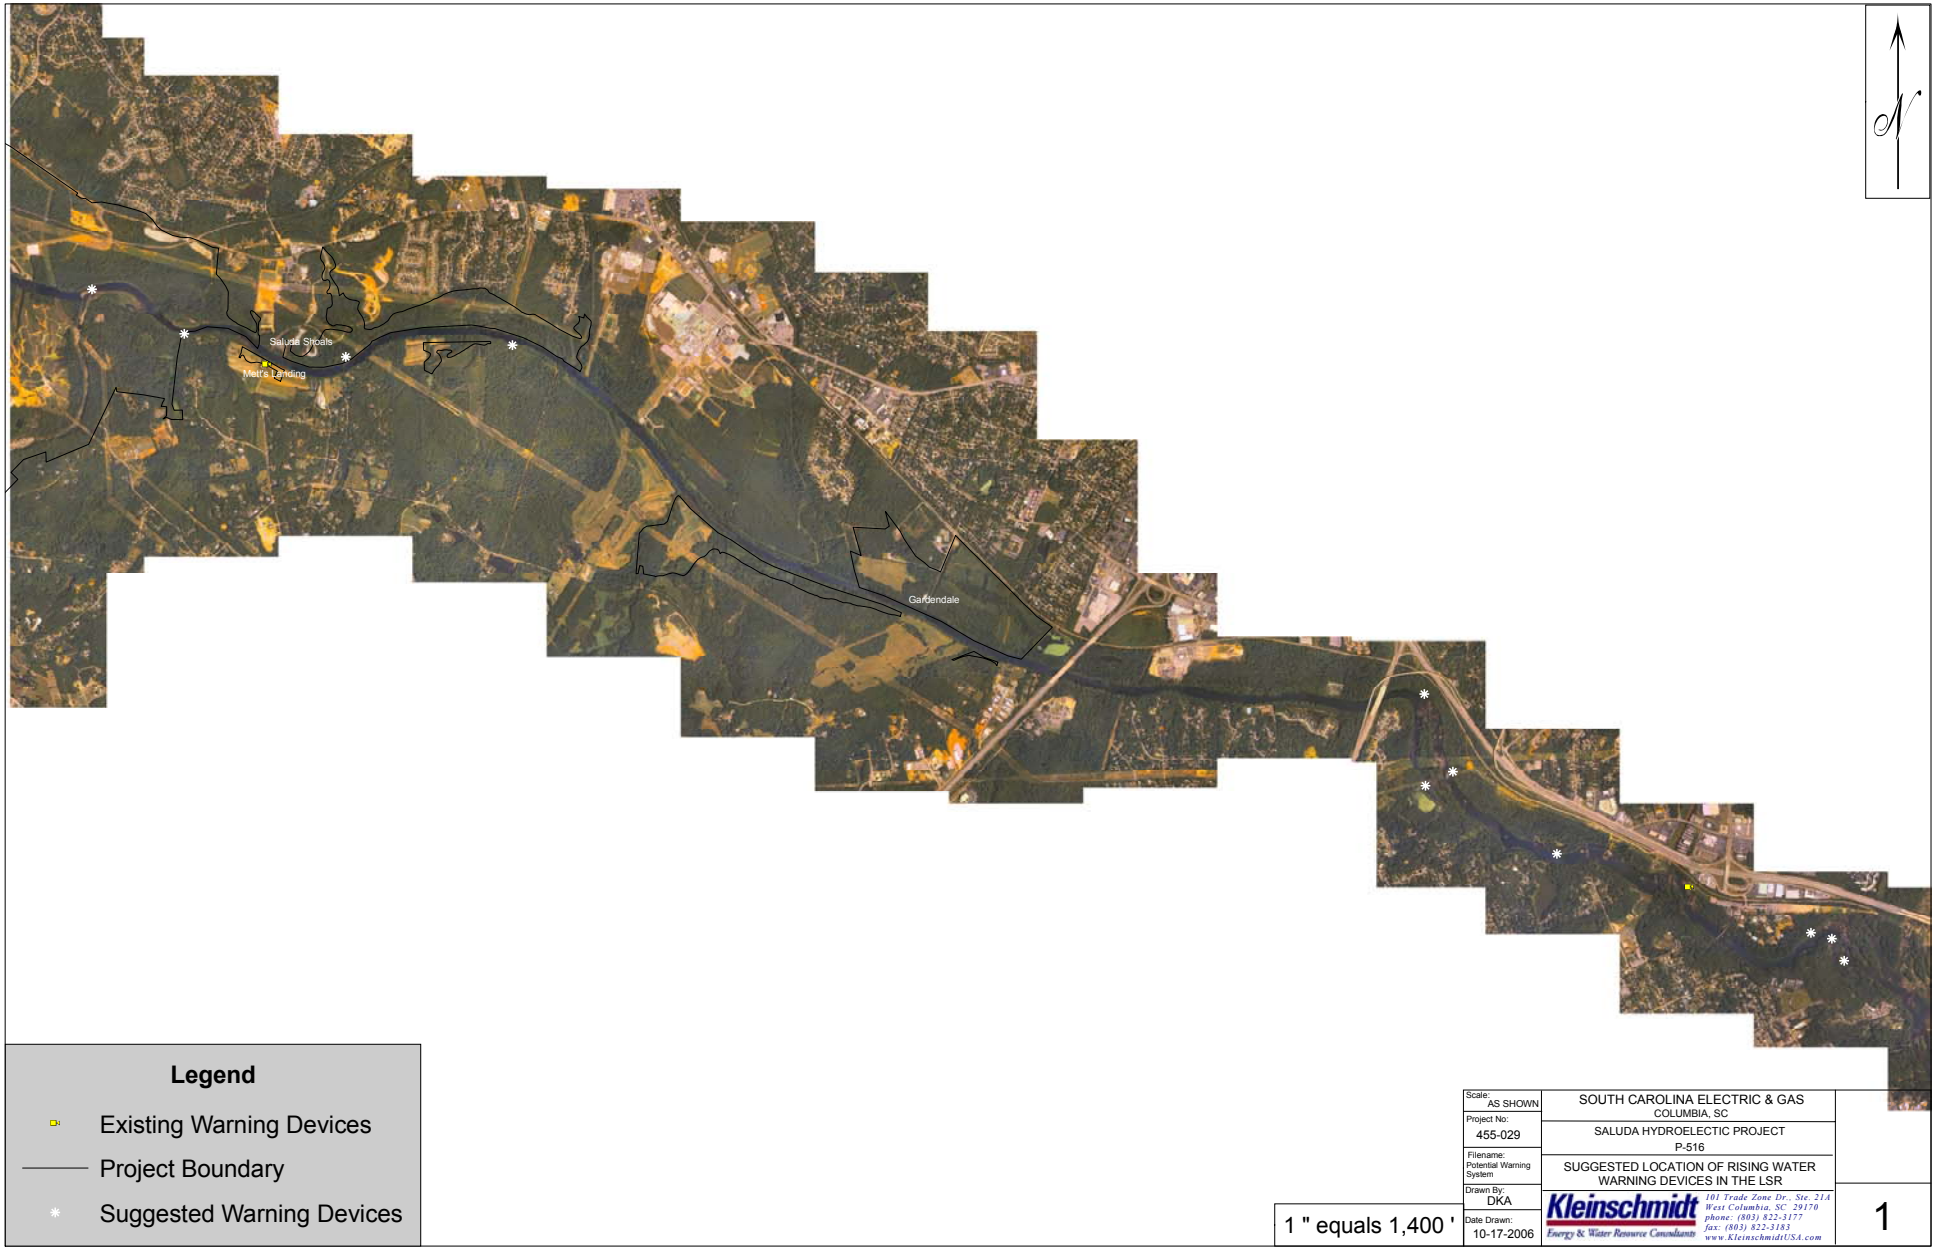 N
Saluda Shoals
Mett's Landing
Gardendale
Legend
Existing Warning Devices
Project Boundary
Suggested Warning Devices
1 " equals 1,400 '
Scale:
AS SHOWN
Project No:
455-029
Filename:
Potential Warning
System
Drawn By:
DKA
Date Drawn:
10-17-2006
SOUTH CAROLINA ELECTRIC & GAS
COLUMBIA, SC
SALUDA HYDROELECTIC PROJECT
P-516
SUGGESTED LOCATION OF RISING WATER
WARNING DEVICES IN THE LSR
Kleinschmidt
Energy & Water Resource Consultants
101 Trade Zone Dr., Ste. 21A
West Columbia, SC 29170
phone: (803) 822-3177
fax: (803) 822-3183
www.KleinschmidtUSA.com
1